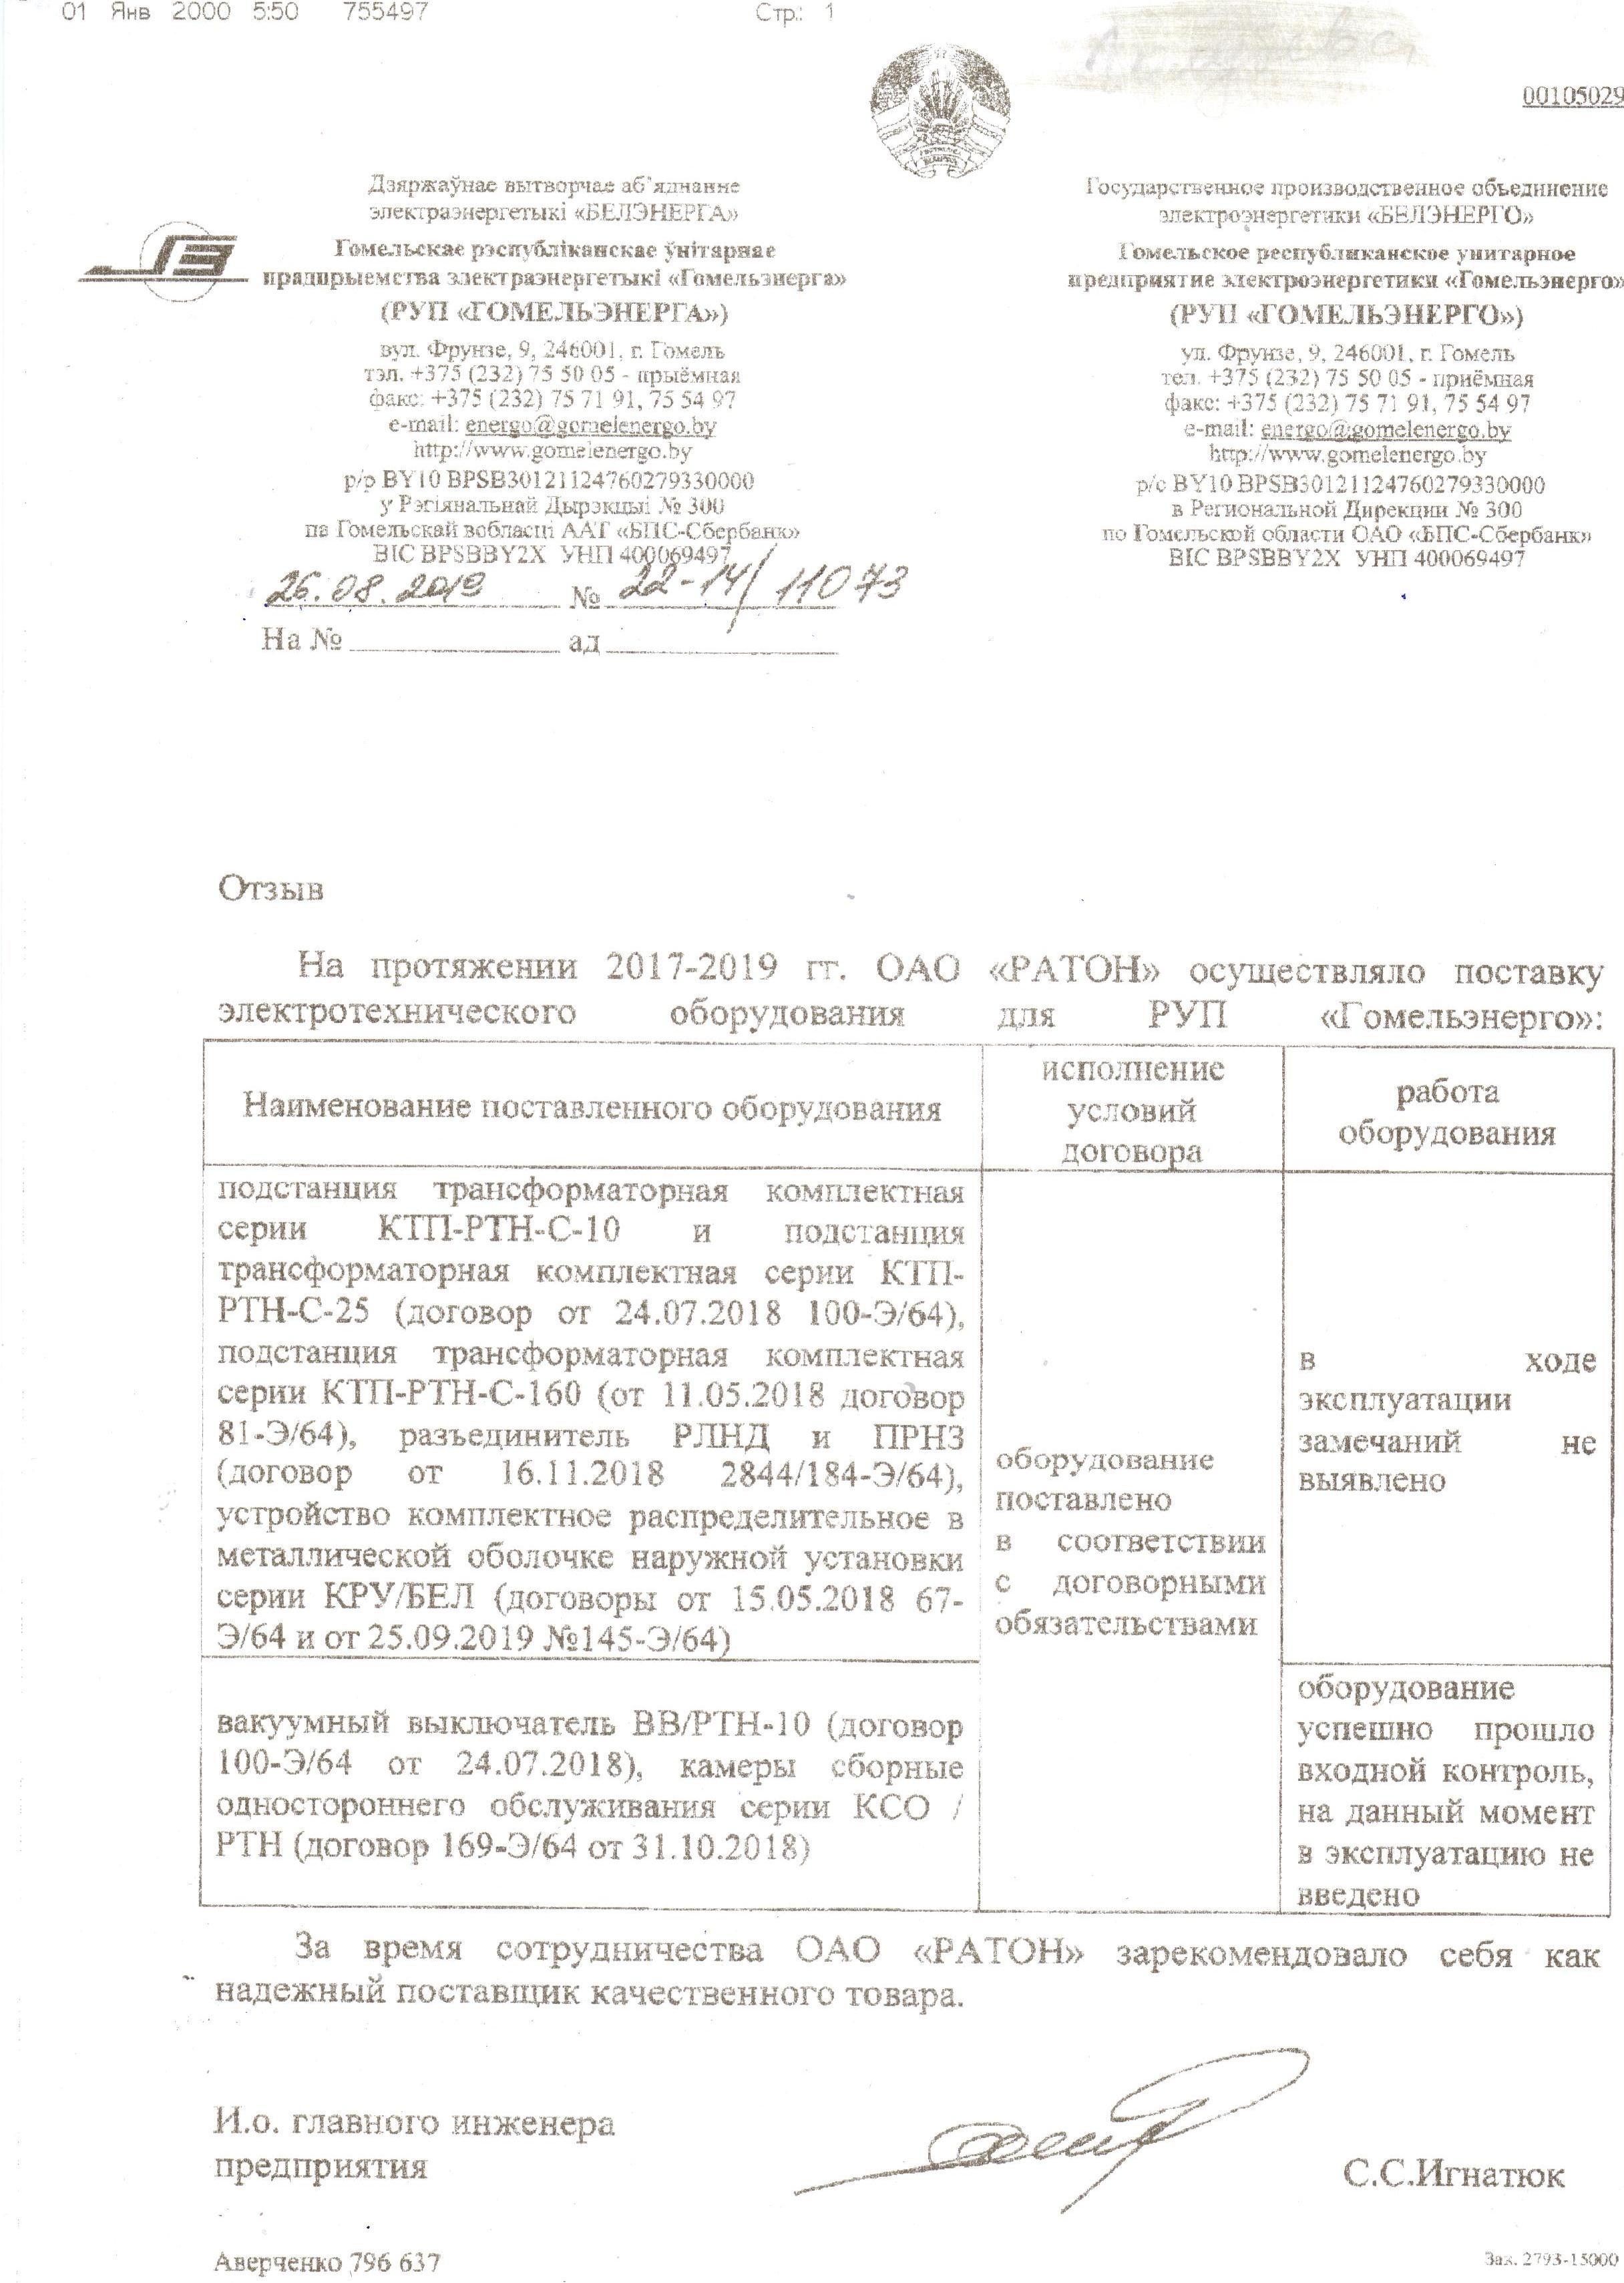 01 Янв 2000 5:50 755497 Стр.: 1
00105029
Дзяржаўнае вытворчае аб'яднанне
электраэнергетыкі «БЕЛЭНЕРГА»
Гомельскае рэспубліканскае ўнітарнае
прадпрыемства электраэнергетыкі «Гомельэнерга»
(РУП «ГОМЕЛЬЭНЕРГА»)
вул. Фрунзе, 9, 246001, г. Гомель
тэл. +375 (232) 75 50 05 - прыёмная
факс: +375 (232) 75 71 91, 75 54 97
e-mail: energo@gomelenergo.by
http://www.gomelenergo.by
р/р BY10 BPSB30121124760279330000
у Рэгіянальнай Дырэкцыі № 300
па Гомельскай вобласці ААТ «БПС-Сбербанк»
BIC BPSBBY2X УНП 400069497
26.08.2019 № 22-14/11073
На № ад
Государственное производственное объединение
электроэнергетики «БЕЛЭНЕРГО»
Гомельское республиканское унитарное
предприятие электроэнергетики «Гомельэнерго»
(РУП «ГОМЕЛЬЭНЕРГО»)
ул. Фрунзе, 9, 246001, г. Гомель
тел. +375 (232) 75 50 05 - приёмная
факс: +375 (232) 75 71 91, 75 54 97
e-mail: energo@gomelenergo.by
http://www.gomelenergo.by
р/с BY10 BPSB30121124760279330000
в Региональной Дирекции № 300
по Гомельской области ОАО «БПС-Сбербанк»
BIC BPSBBY2X УНП 400069497
Отзыв
На протяжении 2017-2019 гг. ОАО «РАТОН» осуществляло поставку
электротехнического оборудования для РУП «Гомельэнерго»:
Наименование поставленного оборудования
исполнение
условий
договора
работа
оборудования
подстанция трансформаторная комплектная
серии КТП-РТН-С-10 и подстанция
трансформаторная комплектная серии КТП-
РТН-С-25 (договор от 24.07.2018 100-Э/64),
подстанция трансформаторная комплектная
серии КТП-РТН-С-160 (от 11.05.2018 договор
81-Э/64), разъединитель РЛНД и ПРНЗ
(договор от 16.11.2018 2844/184-Э/64),
устройство комплектное распределительное в
металлической оболочке наружной установки
серии КРУ/БЕЛ (договоры от 15.05.2018 67-
Э/64 и от 25.09.2019 №145-Э/64)
оборудование
поставлено
в соответствии
с договорными
обязательствами
в ходе
эксплуатации
замечаний не
выявлено
вакуумный выключатель ВВ/РТН-10 (договор
100-Э/64 от 24.07.2018), камеры сборные
одностороннего обслуживания серии КСО /
РТН (договор 169-Э/64 от 31.10.2018)
оборудование
успешно прошло
входной контроль,
на данный момент
в эксплуатацию не
введено
За время сотрудничества ОАО «РАТОН» зарекомендовало себя как
надежный поставщик качественного товара.
И.о. главного инженера
предприятия
С.С.Игнатюк
Аверченко 796 637
Зак. 2793-15000